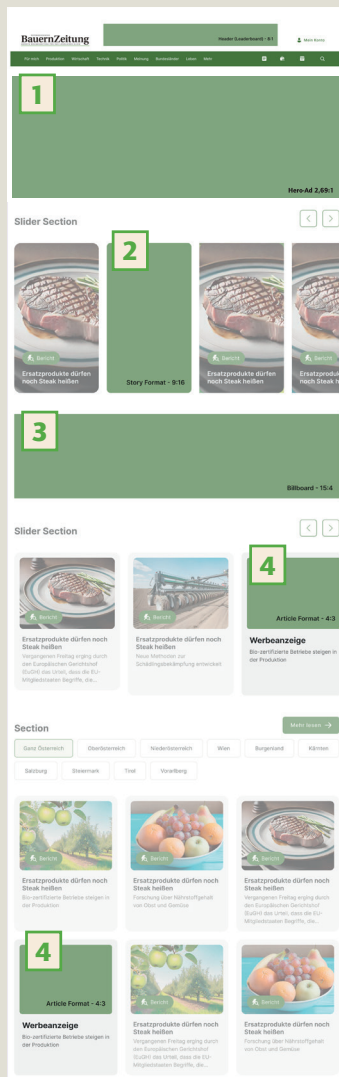 BauernZeitung
Header (Leaderboard) - 6:1
Mein Konto
Für mich Produktion Wirtschaft Technik Politik Meinung Bundesländer Leben Mehr
1
Hero-Ad 2,69:1
Slider Section
2
Bericht
Ersatzprodukte dürfen
noch Steak heißen
Story Format - 9:16
Bericht
Ersatzprodukte dürfen
noch Steak heißen
Bericht
Ersatzprodu
noch Steak h
3
Billboard - 15:4
Slider Section
4
Bericht
Ersatzprodukte dürfen noch
Steak heißen
Vergangenen Freitag erging durch
den Europäischen Gerichtshof
(EuGH) das Urteil, dass die EU-
Mitgliedstaaten Begriffe, die...
Bericht
Ersatzprodukte dürfen noch
Steak heißen
Neue Methoden zur
Schädlingsbekämpfung entwickelt
Article Format - 4:3
Werbeanzeige
Bio-zertifizierte Betriebe steigen in
der Produktion
Section
Mehr lesen →
Ganz Österreich Oberösterreich Niederösterreich Wien Burgenland Kärnten
Salzburg Steiermark Tirol Vorarlberg
Bericht
Ersatzprodukte dürfen noch
Steak heißen
Bio-zertifizierte Betriebe steigen in
der Produktion
Bericht
Ersatzprodukte dürfen noch
Steak heißen
Forschung über Nährstoffgehalt
von Obst und Gemüse
Bericht
Ersatzprodukte dürfen noch
Steak heißen
Vergangenen Freitag erging durch
den Europäischen Gerichtshof
(EuGH) das Urteil, dass die EU-
Mitgliedstaaten Begriffe, die...
4
Article Format - 4:3
Werbeanzeige
Bio-zertifizierte Betriebe steigen in
der Produktion
Bericht
Ersatzprodukte dürfen noch
Steak heißen
Vergangenen Freitag erging durch
den Europäischen Gerichtshof
(EuGH) das Urteil, dass die EU-
Mitgliedstaaten Begriffe, die...
Bericht
Ersatzprodukte dürfen noch
Steak heißen
Forschung über Nährstoffgehalt
von Obst und Gemüse